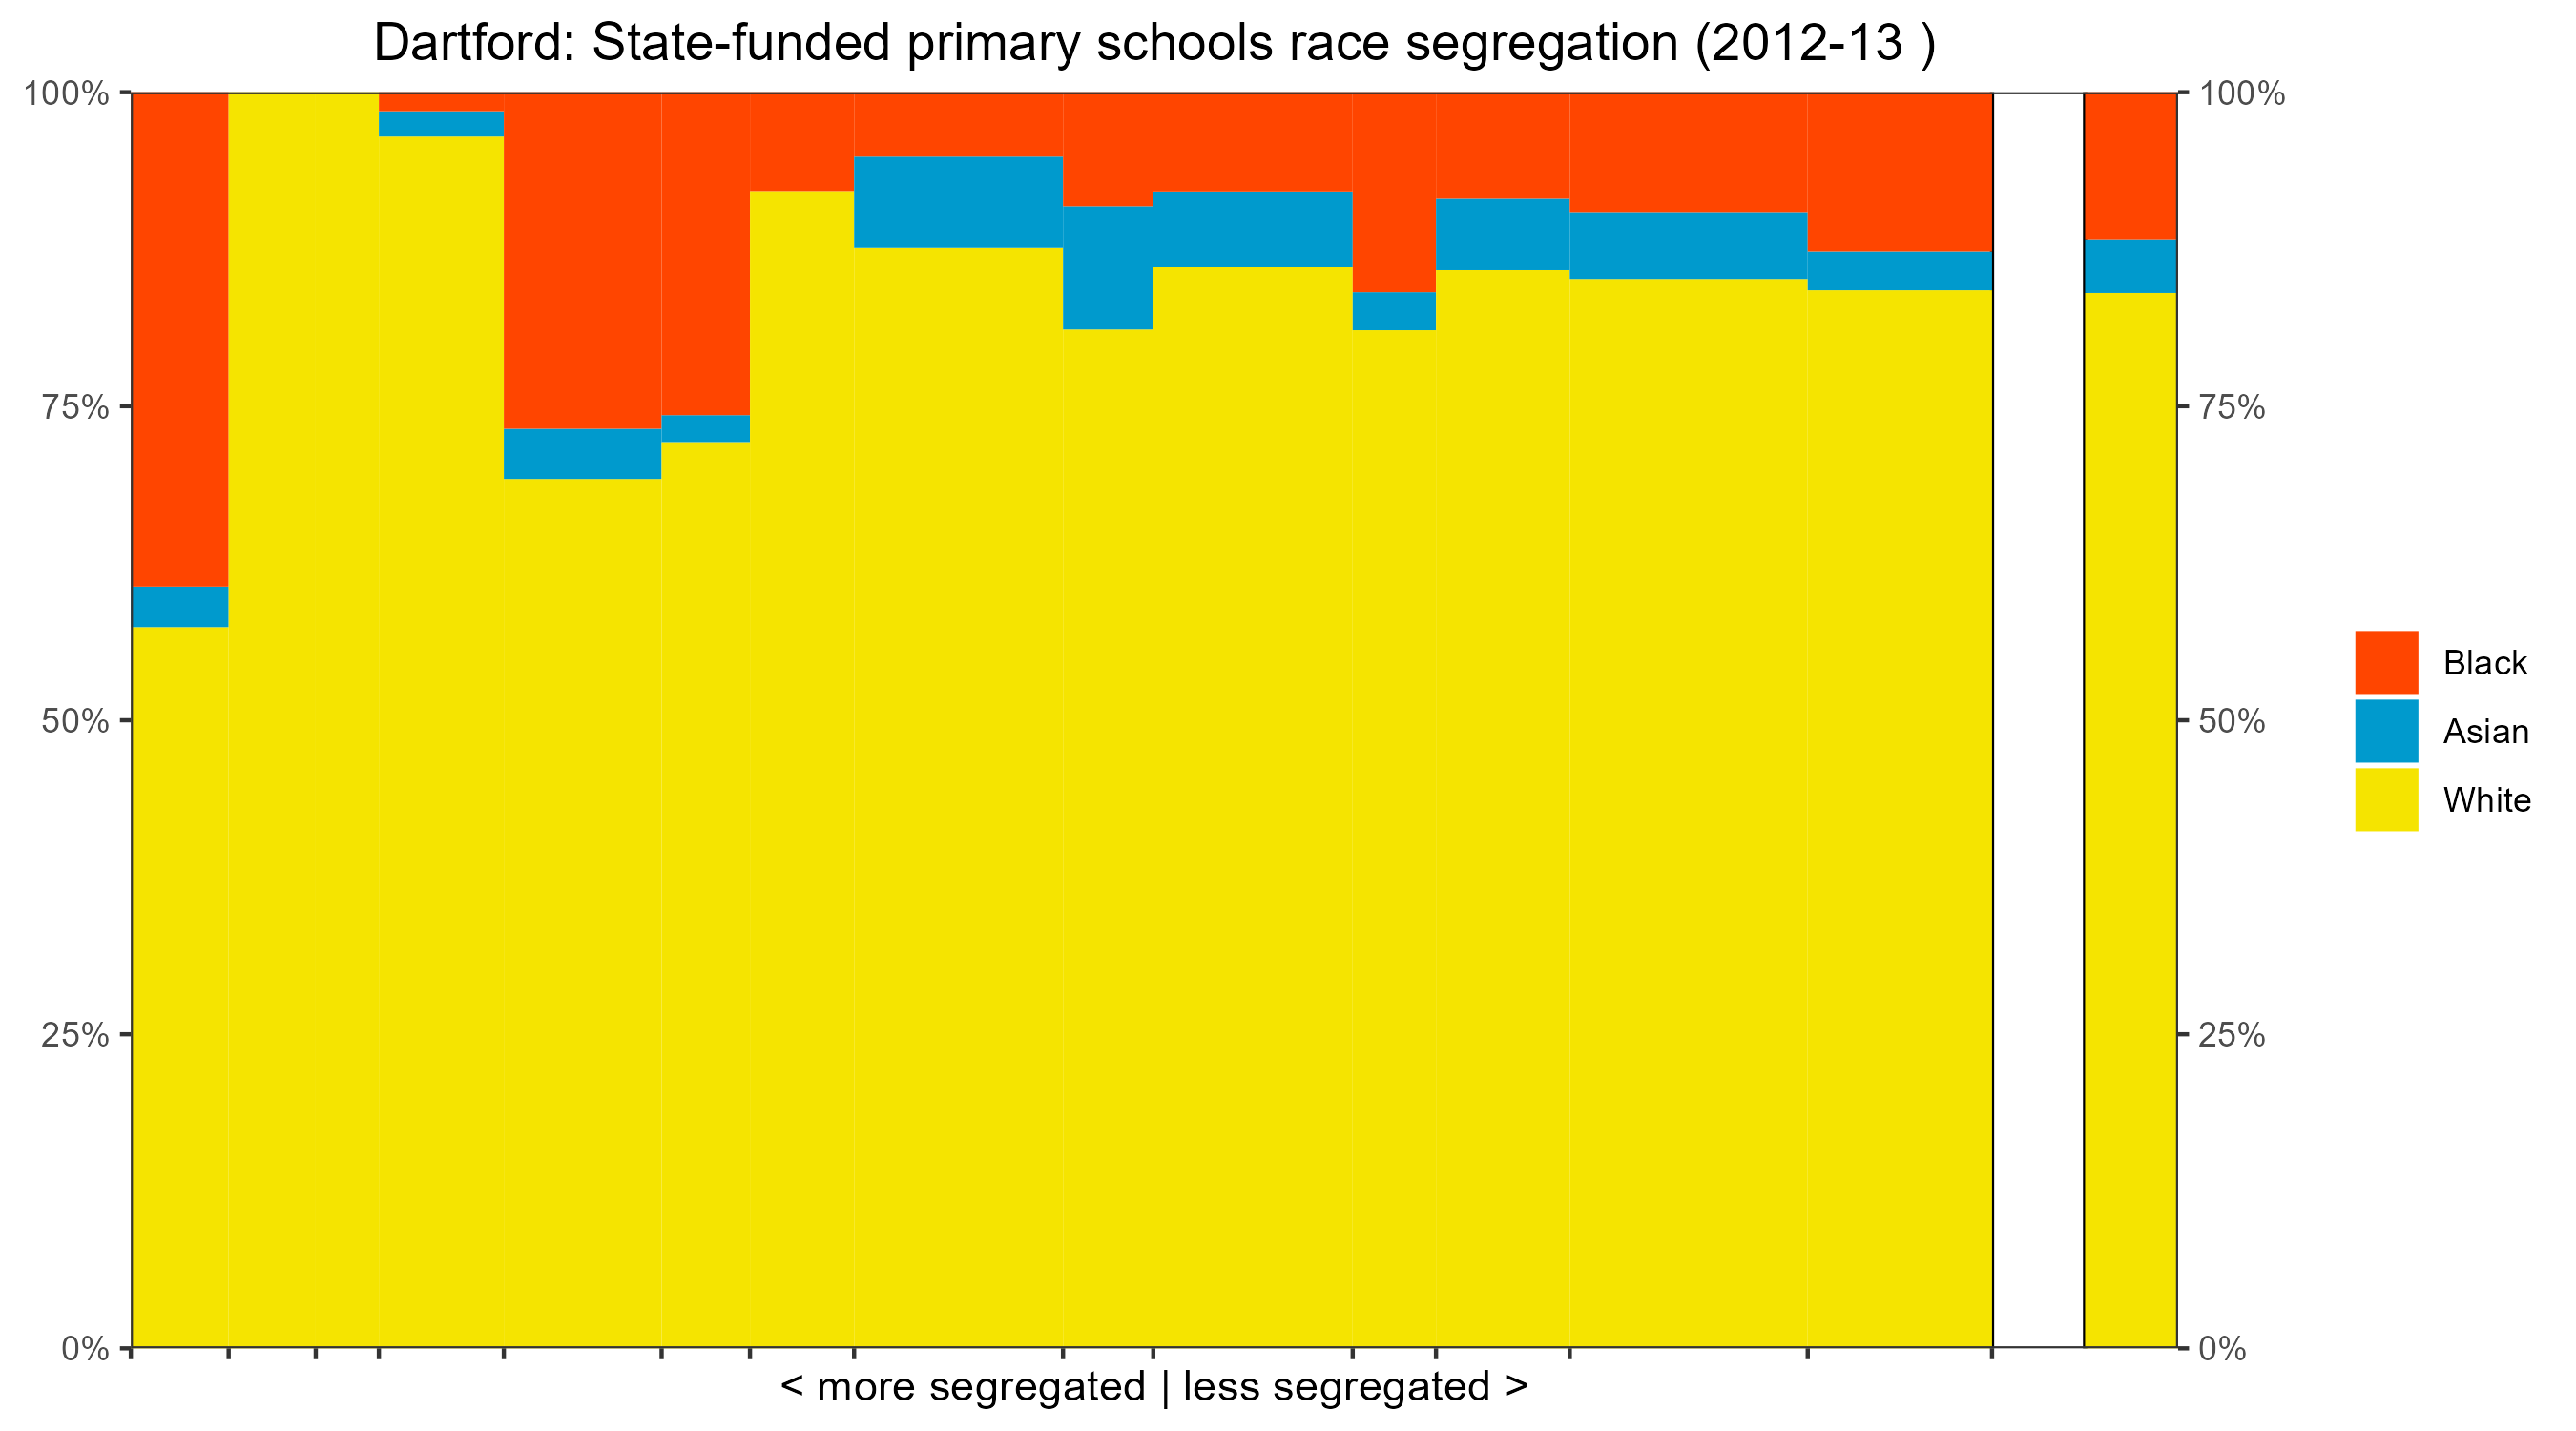 Dartford: State-funded primary schools race segregation (2012-13 )
100%
75%
50%
25%
0%
100%
75%
50%
25%
0%
< more segregated | less segregated >
Black
Asian
White